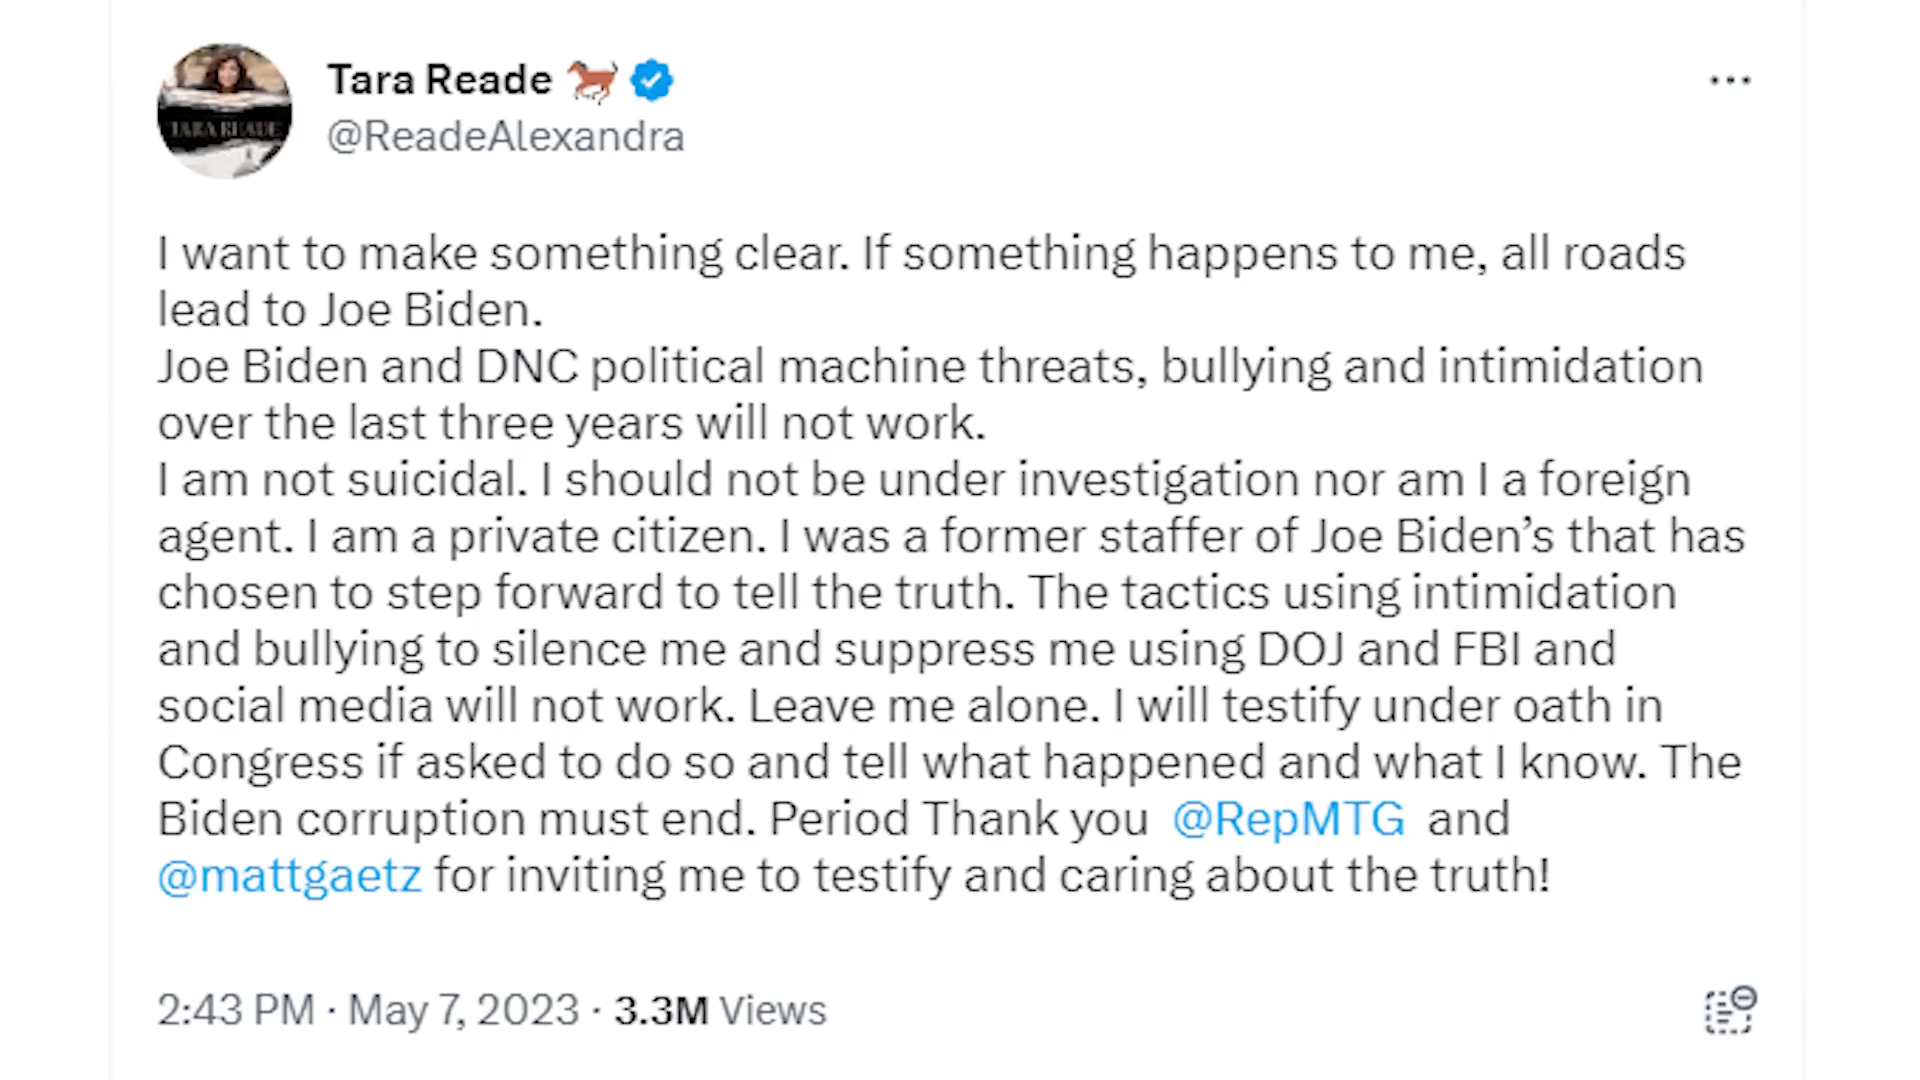 Tara Reade
@ReadeAlexandra
TARA READE
I want to make something clear. If something happens to me, all roads
lead to Joe Biden.
Joe Biden and DNC political machine threats, bullying and intimidation
over the last three years will not work.
I am not suicidal. I should not be under investigation nor am I a foreign
agent. I am a private citizen. I was a former staffer of Joe Biden’s that has
chosen to step forward to tell the truth. The tactics using intimidation
and bullying to silence me and suppress me using DOJ and FBI and
social media will not work. Leave me alone. I will testify under oath in
Congress if asked to do so and tell what happened and what I know. The
Biden corruption must end. Period Thank you @RepMTG and
@mattgaetz for inviting me to testify and caring about the truth!
2:43 PM · May 7, 2023 · 3.3M Views